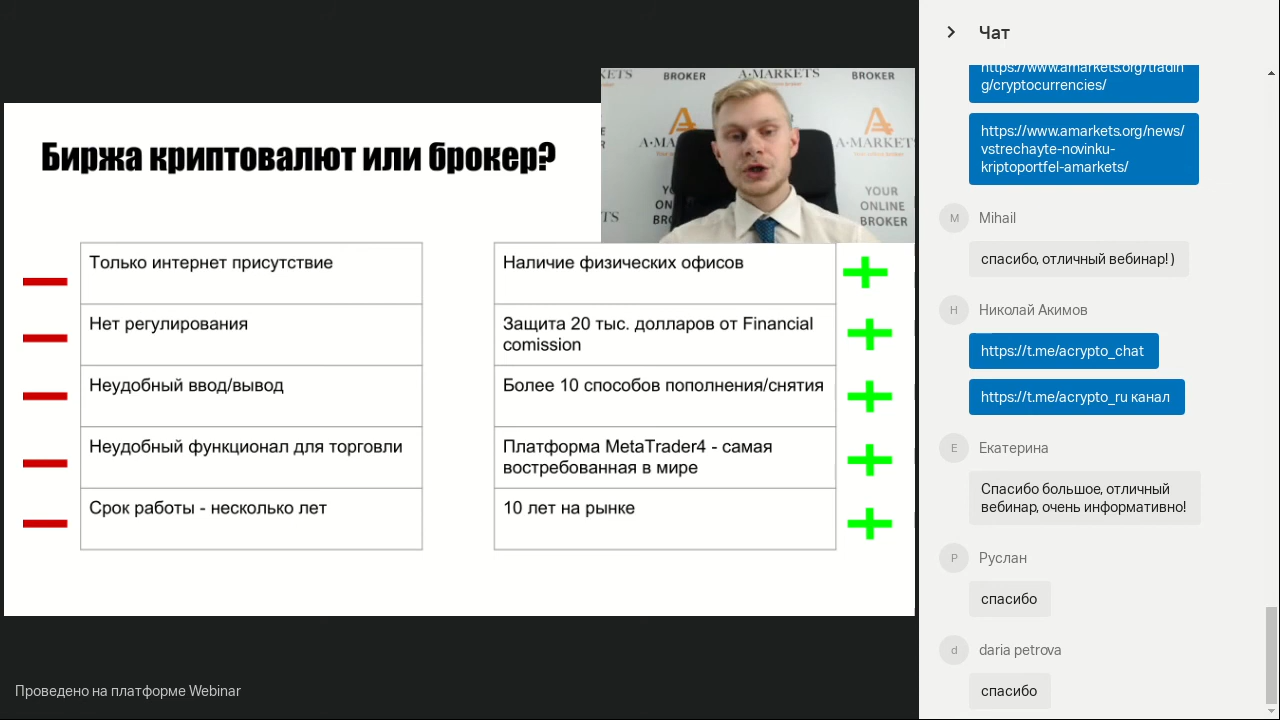 Биржа криптовалют или брокер?
KETS
BROKER
A·MARKETS
BROKER
A·MARKETS
YOUR
ONLINE
BROKER
Только интернет присутствие
Нет регулирования
Неудобный ввод/вывод
Неудобный функционал для торговли
Срок работы - несколько лет
Наличие физических офисов
Защита 20 тыс. долларов от Financial
comission
Более 10 способов пополнения/снятия
Платформа MetaTrader4 - самая
востребованная в мире
10 лет на рынке
Проведено на платформе Webinar
Чат
https://www.amarkets.org/tradin
g/cryptocurrencies/
https://www.amarkets.org/news/
vstrechayte-novinku-
kriptoportfel-amarkets/
M
Mihail
спасибо, отличный вебинар! )
Н
Николай Акимов
https://t.me/acrypto_chat
https://t.me/acrypto_ru канал
Е
Екатерина
Спасибо большое, отличный
вебинар, очень информативно!
Р
Руслан
спасибо
d
daria petrova
спасибо